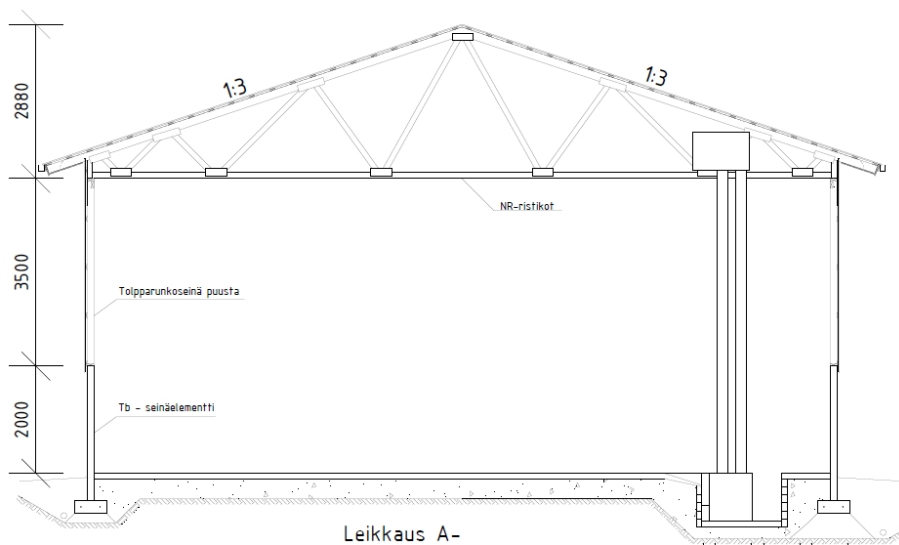 1:3
1:3
2880
NR-ristikot
3500
Tolpparunkoseinä puusta
Tb - seinäelementti
2000
Leikkaus A-